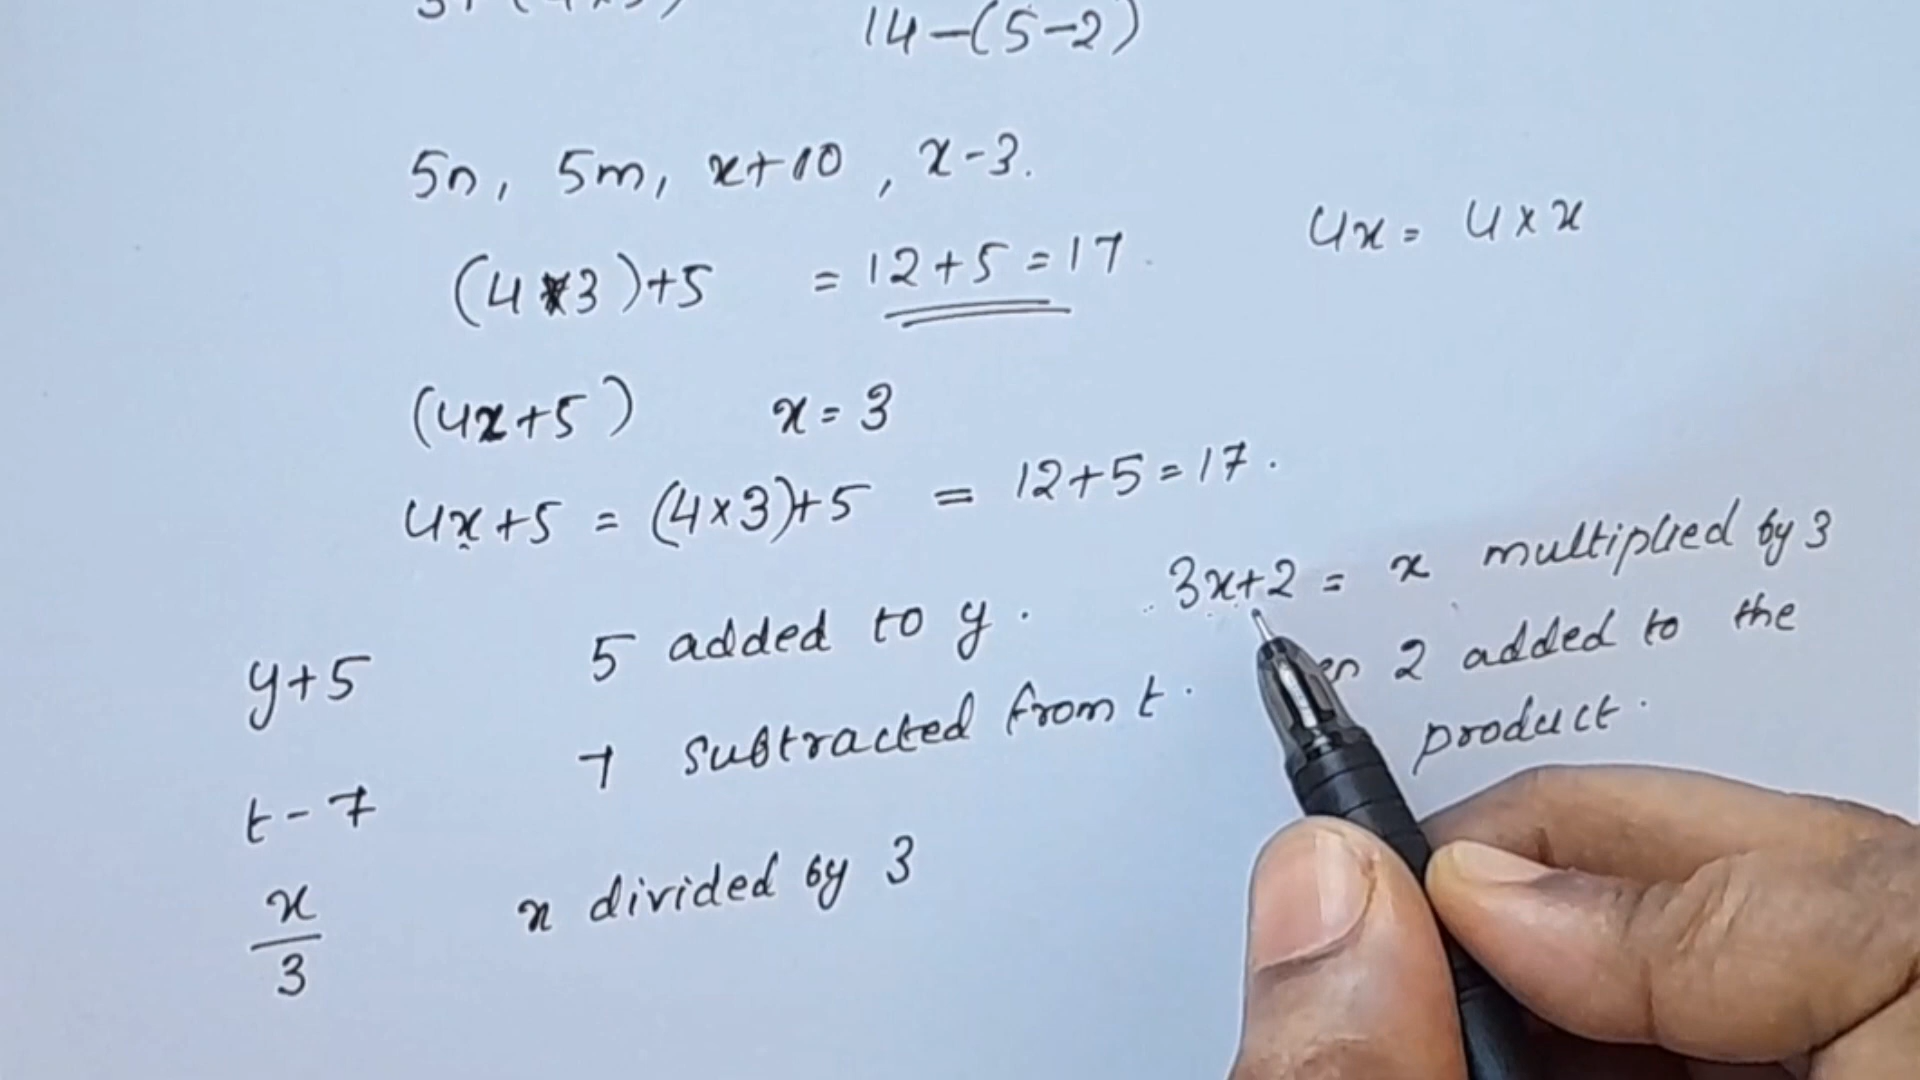 14-(5-2)
5n, 5m, x+10, x-3.
(4×3)+5 = 12+5=17.
4x= 4×x
(4x+5) x=3
4x+5 = (4×3)+5 = 12+5=17.
3x+2 = x multiplied by 3
2 added to the
product.
y+5 5 added to y.
t-7 7 subtracted from t.
x/3 x divided by 3